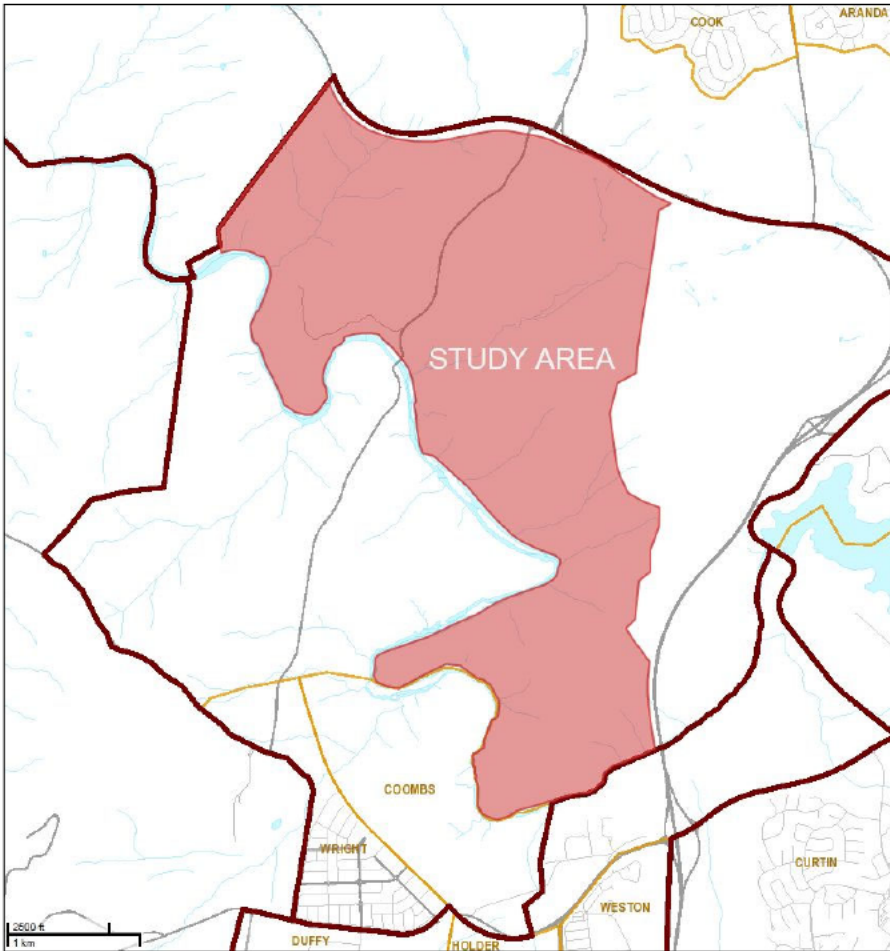 COOK
ARANDA
STUDY AREA
COOMBS
WRIGHT
CURTIN
WESTON
DUFFY
HOLDER
2500 ft
1 km